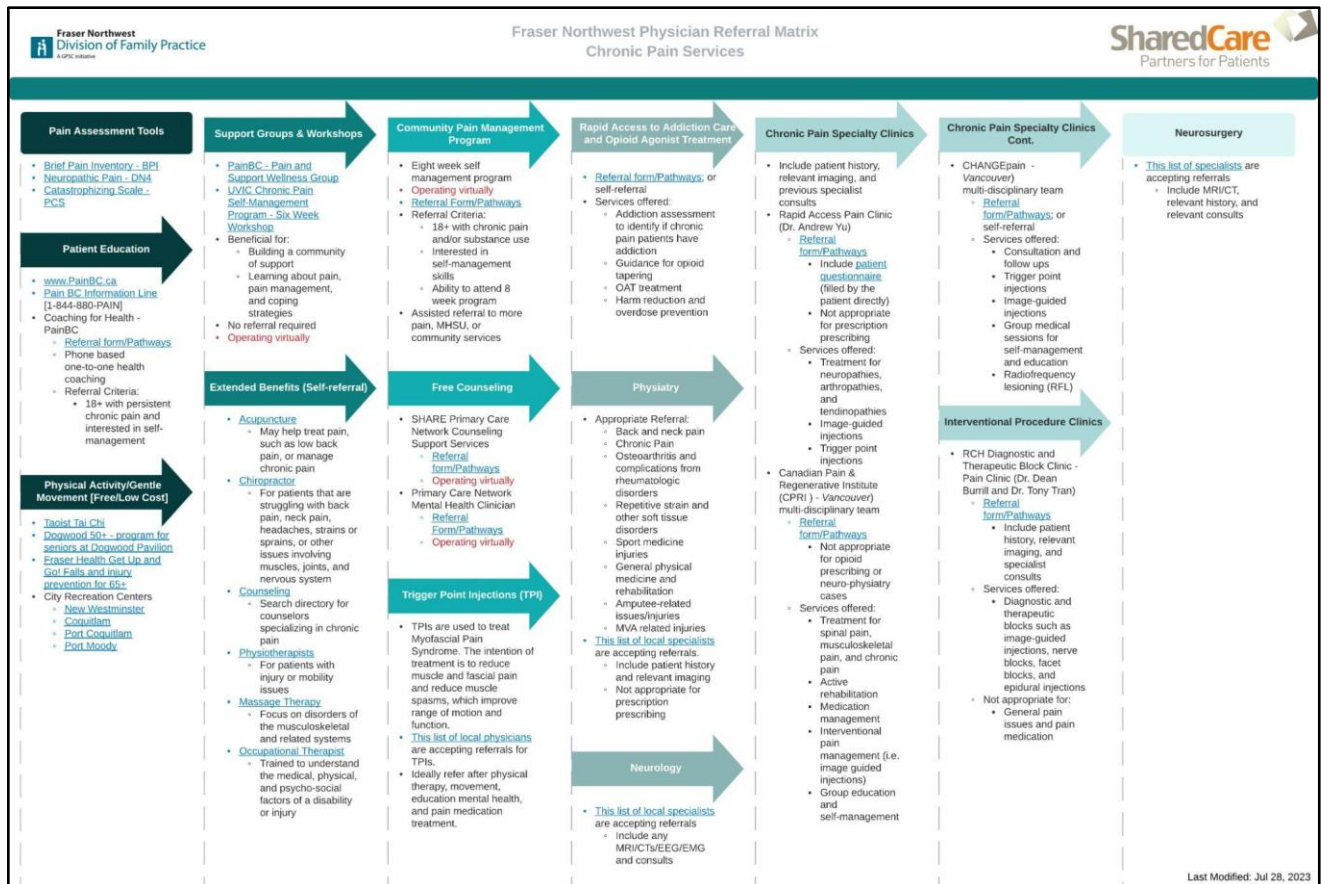 Fraser Northwest
Division of Family Practice
A GPSC initiative
Fraser Northwest Physician Referral Matrix
Chronic Pain Services
SharedCare
Partners for Patients
Pain Assessment Tools
• Brief Pain Inventory - BPI
• Neuropathic Pain - DN4
• Catastrophizing Scale -
PCS
Patient Education
• www.PainBC.ca
• Pain BC Information Line
[1-844-880-PAIN]
• Coaching for Health -
PainBC
◦ Referral form/Pathways
◦ Phone based
one-to-one health
coaching
◦ Referral Criteria:
▪ 18+ with persistent
chronic pain and
interested in self-
management
Physical Activity/Gentle
Movement [Free/Low Cost]
• Taoist Tai Chi
• Dogwood 50+ - program for
seniors at Dogwood Pavilion
• Fraser Health Get Up and
Go! Falls and injury
prevention for 65+
• City Recreation Centers
◦ New Westminster
◦ Coquitlam
◦ Port Coquitlam
◦ Port Moody
Support Groups & Workshops
• PainBC - Pain and
Support Wellness Group
• UVIC Chronic Pain
Self-Management
Program - Six Week
Workshop
• Beneficial for:
◦ Building a community
of support
◦ Learning about pain,
pain management,
and coping
strategies
• No referral required
• Operating virtually
Extended Benefits (Self-referral)
• Acupuncture
◦ May help treat pain,
such as low back
pain, or manage
chronic pain
• Chiropractor
◦ For patients that are
struggling with back
pain, neck pain,
headaches, strains or
sprains, or other
issues involving
muscles, joints, and
nervous system
• Counseling
◦ Search directory for
counselors
specializing in chronic
pain
• Physiotherapists
◦ For patients with
injury or mobility
issues
• Massage Therapy
◦ Focus on disorders of
the musculoskeletal
and related systems
• Occupational Therapist
◦ Trained to understand
the medical, physical,
and psycho-social
factors of a disability
or injury
Community Pain Management
Program
• Eight week self
management program
• Operating virtually
• Referral Form/Pathways
• Referral Criteria:
◦ 18+ with chronic pain
and/or substance use
◦ Interested in
self-management
skills
◦ Ability to attend 8
week program
• Assisted referral to more
pain, MHSU, or
community services
Free Counseling
• SHARE Primary Care
Network Counseling
Support Services
◦ Referral
form/Pathways
◦ Operating virtually
• Primary Care Network
Mental Health Clinician
◦ Referral
Form/Pathways
◦ Operating virtually
Trigger Point Injections (TPI)
• TPIs are used to treat
Myofascial Pain
Syndrome. The intention of
treatment is to reduce
muscle and fascial pain
and reduce muscle
spasms, which improve
range of motion and
function.
• This list of local physicians
are accepting referrals for
TPIs.
• Ideally refer after physical
therapy, movement,
education mental health,
and pain medication
treatment.
Rapid Access to Addiction Care
and Opioid Agonist Treatment
• Referral form/Pathways; or
self-referral
• Services offered:
◦ Addiction assessment
to identify if chronic
pain patients have
addiction
◦ Guidance for opioid
tapering
◦ OAT treatment
◦ Harm reduction and
overdose prevention
Physiatry
• Appropriate Referral:
◦ Back and neck pain
◦ Chronic Pain
◦ Osteoarthritis and
complications from
rheumatologic
disorders
◦ Repetitive strain and
other soft tissue
disorders
◦ Sport medicine
injuries
◦ General physical
medicine and
rehabilitation
◦ Amputee-related
issues/injuries
◦ MVA related injuries
• This list of local specialists
are accepting referrals.
◦ Include patient history
and relevant imaging
◦ Not appropriate for
prescription
prescribing
Neurology
• This list of local specialists
are accepting referrals
◦ Include any
MRI/CTs/EEG/EMG
and consults
Chronic Pain Specialty Clinics
• Include patient history,
relevant imaging, and
previous specialist
consults
• Rapid Access Pain Clinic
(Dr. Andrew Yu)
◦ Referral
form/Pathways
▪ Include patient
questionnaire
(filled by the
patient directly)
▪ Not appropriate
for prescription
prescribing
◦ Services offered:
▪ Treatment for
neuropathies,
arthropathies,
and
tendinopathies
▪ Image-guided
injections
▪ Trigger point
injections
• Canadian Pain &
Regenerative Institute
(CPRI ) - Vancouver)
multi-disciplinary team
◦ Referral
form/Pathways
▪ Not appropriate
for opioid
prescribing or
neuro-physiatry
cases
◦ Services offered:
▪ Treatment for
spinal pain,
musculoskeletal
pain, and chronic
pain
▪ Active
rehabilitation
▪ Medication
management
▪ Interventional
pain
management (i.e.
image guided
injections)
▪ Group education
and
self-management
Chronic Pain Specialty Clinics
Cont.
• CHANGEpain -
Vancouver)
multi-disciplinary team
◦ Referral
form/Pathways; or
self-referral
◦ Services offered:
▪ Consultation and
follow ups
▪ Trigger point
injections
▪ Image-guided
injections
▪ Group medical
sessions for
self-management
and education
▪ Radiofrequency
lesioning (RFL)
Interventional Procedure Clinics
• RCH Diagnostic and
Therapeutic Block Clinic -
Pain Clinic (Dr. Dean
Burrill and Dr. Tony Tran)
◦ Referral
form/Pathways
▪ Include patient
history, relevant
imaging, and
specialist
consults
◦ Services offered:
▪ Diagnostic and
therapeutic
blocks such as
image-guided
injections, nerve
blocks, facet
blocks, and
epidural injections
◦ Not appropriate for:
▪ General pain
issues and pain
medication
Neurosurgery
• This list of specialists are
accepting referrals
◦ Include MRI/CT,
relevant history, and
relevant consults
Last Modified: Jul 28, 2023